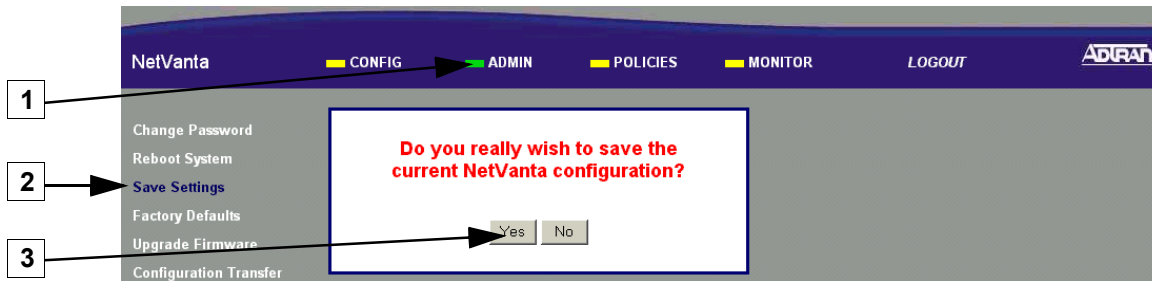 NetVanta CONFIG ADMIN POLICIES MONITOR LOGOUT ADTRAN
1
Change Password
Reboot System
2 Save Settings
Factory Defaults
Upgrade Firmware
3 Configuration Transfer
Do you really wish to save the
current NetVanta configuration?
Yes No